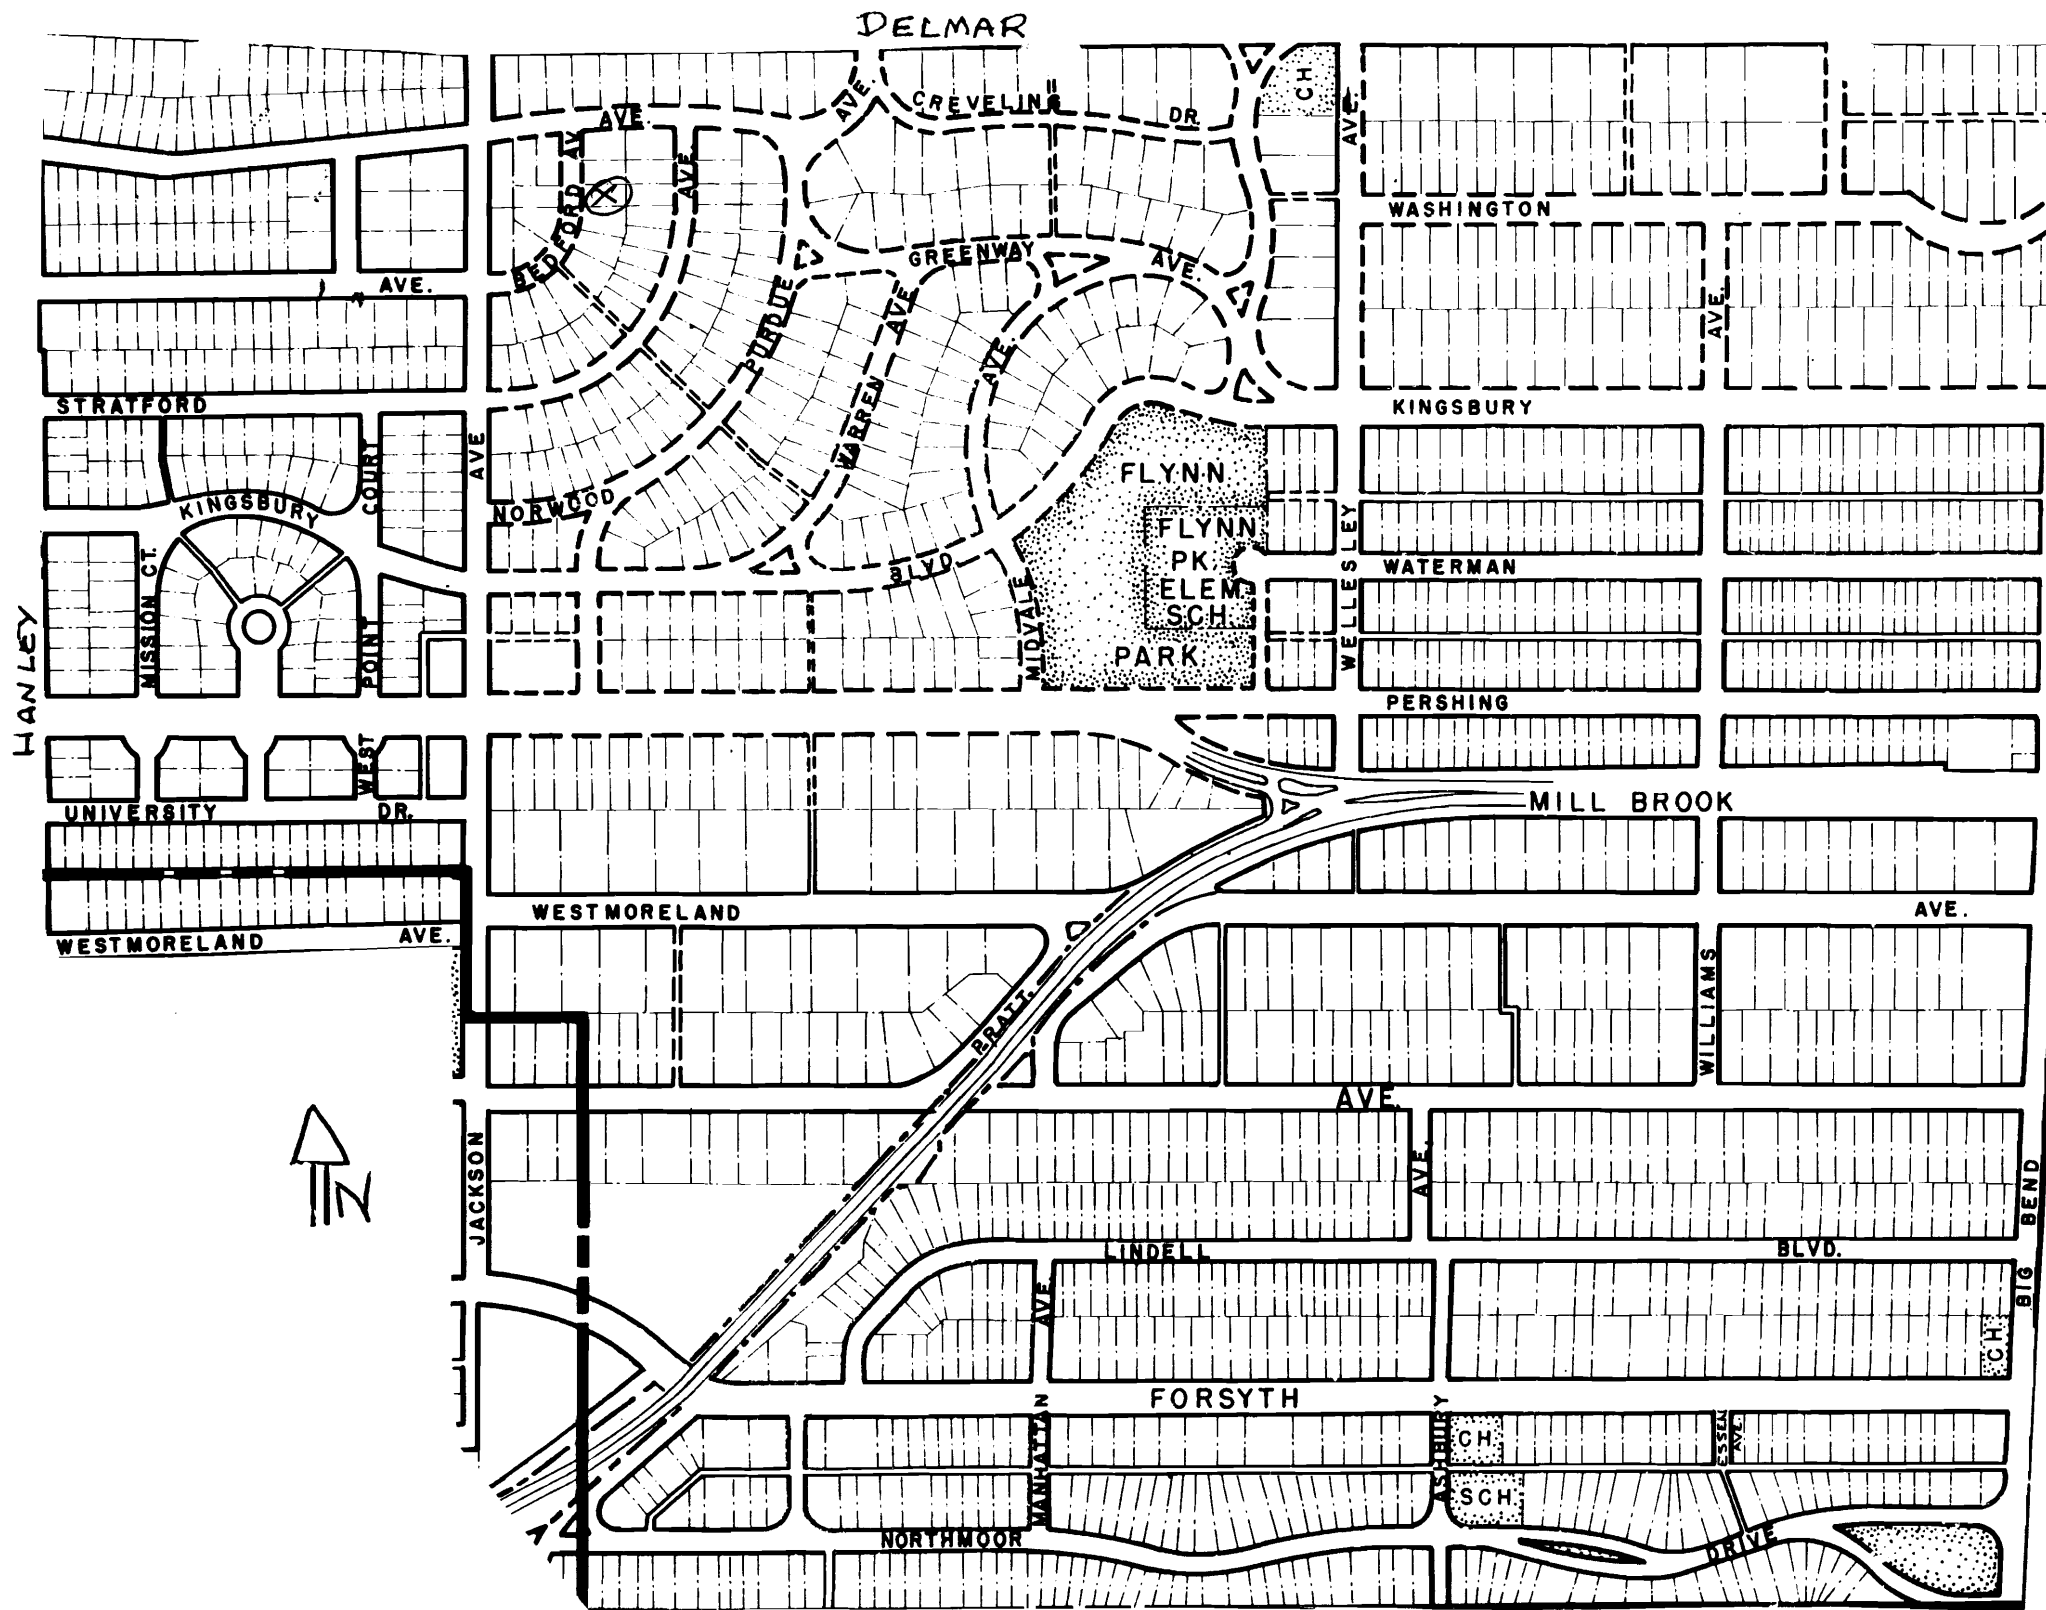 DELMAR
CREVELING
DR.
AVE.
CH
AVE.
AVE.
AV.
AVE.
BEDFORD
WASHINGTON
GREENWAY
AVE.
AVE.
PURDUE
AVE
AVE.
AVE.
STRATFORD
KINGSBURY
WARREN
COURT
AVE
FLYNN
KINGSBURY
NORWOOD
FLYNN
PK.
ELEM.
SCH.
PARK
BLVD
WATERMAN
WELLESLEY
MISSION CT.
MIDVALE
HANLEY
POINT
WEST
PERSHING
UNIVERSITY
DR.
MILL BROOK
WESTMORELAND
AVE.
WESTMORELAND
AVE.
WILLIAMS
PRATT
AVE.
N
JACKSON
AVE.
BIG BEND
LINDELL
BLVD.
AVE.
CH
FORSYTH
MANHATTAN
ASHBURY
CH
ESSEX
AVE.
SCH.
NORTHMOOR
DRIVE